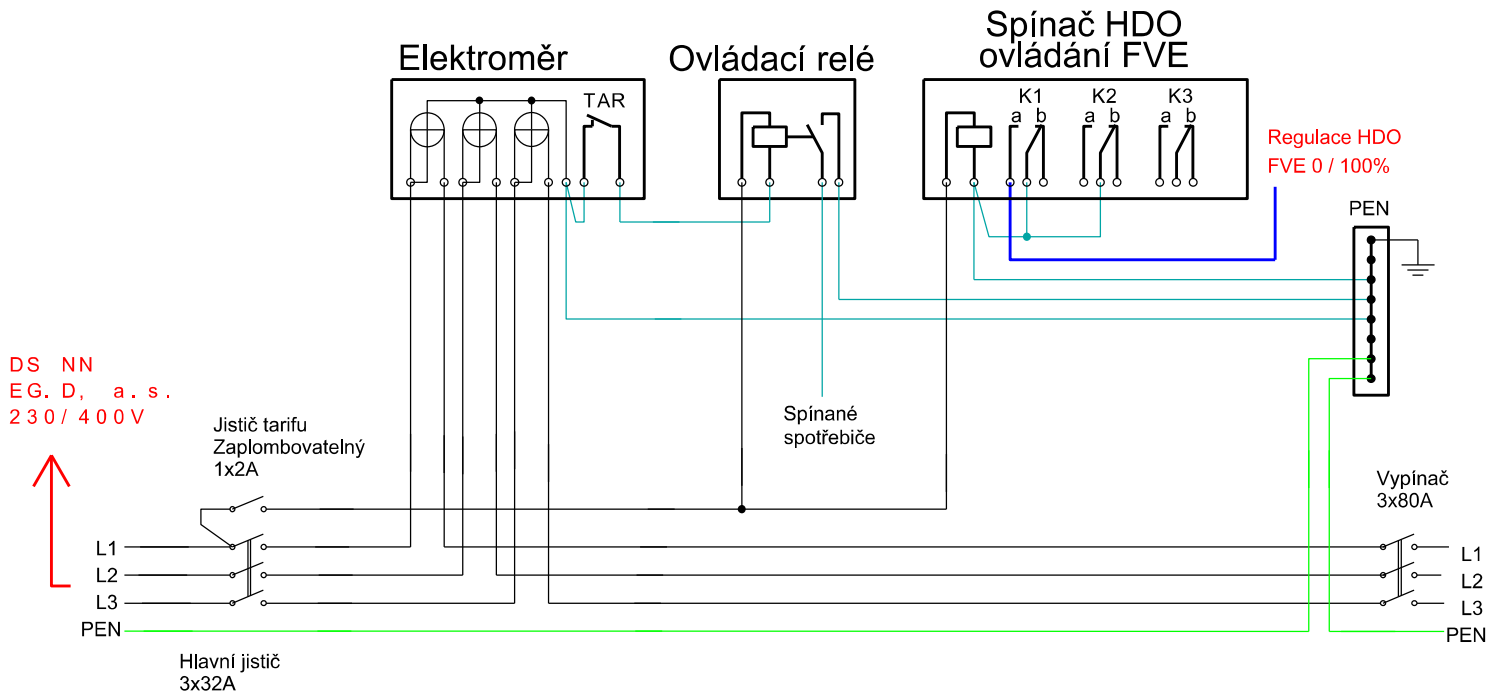 Elektroměr
Ovládací relé
Spínač HDO
ovládání FVE
TAR
K1
K2
K3
a b
a b
a b
Regulace HDO
FVE 0 / 100%
PEN
DS NN
EG. D, a. s.
230/ 400V
Jistič tarifu
Zaplombovatelný
1x2A
Spínané
spotřebiče
Vypínač
3x80A
L1
L2
L3
PEN
L1
L2
L3
PEN
Hlavní jistič
3x32A